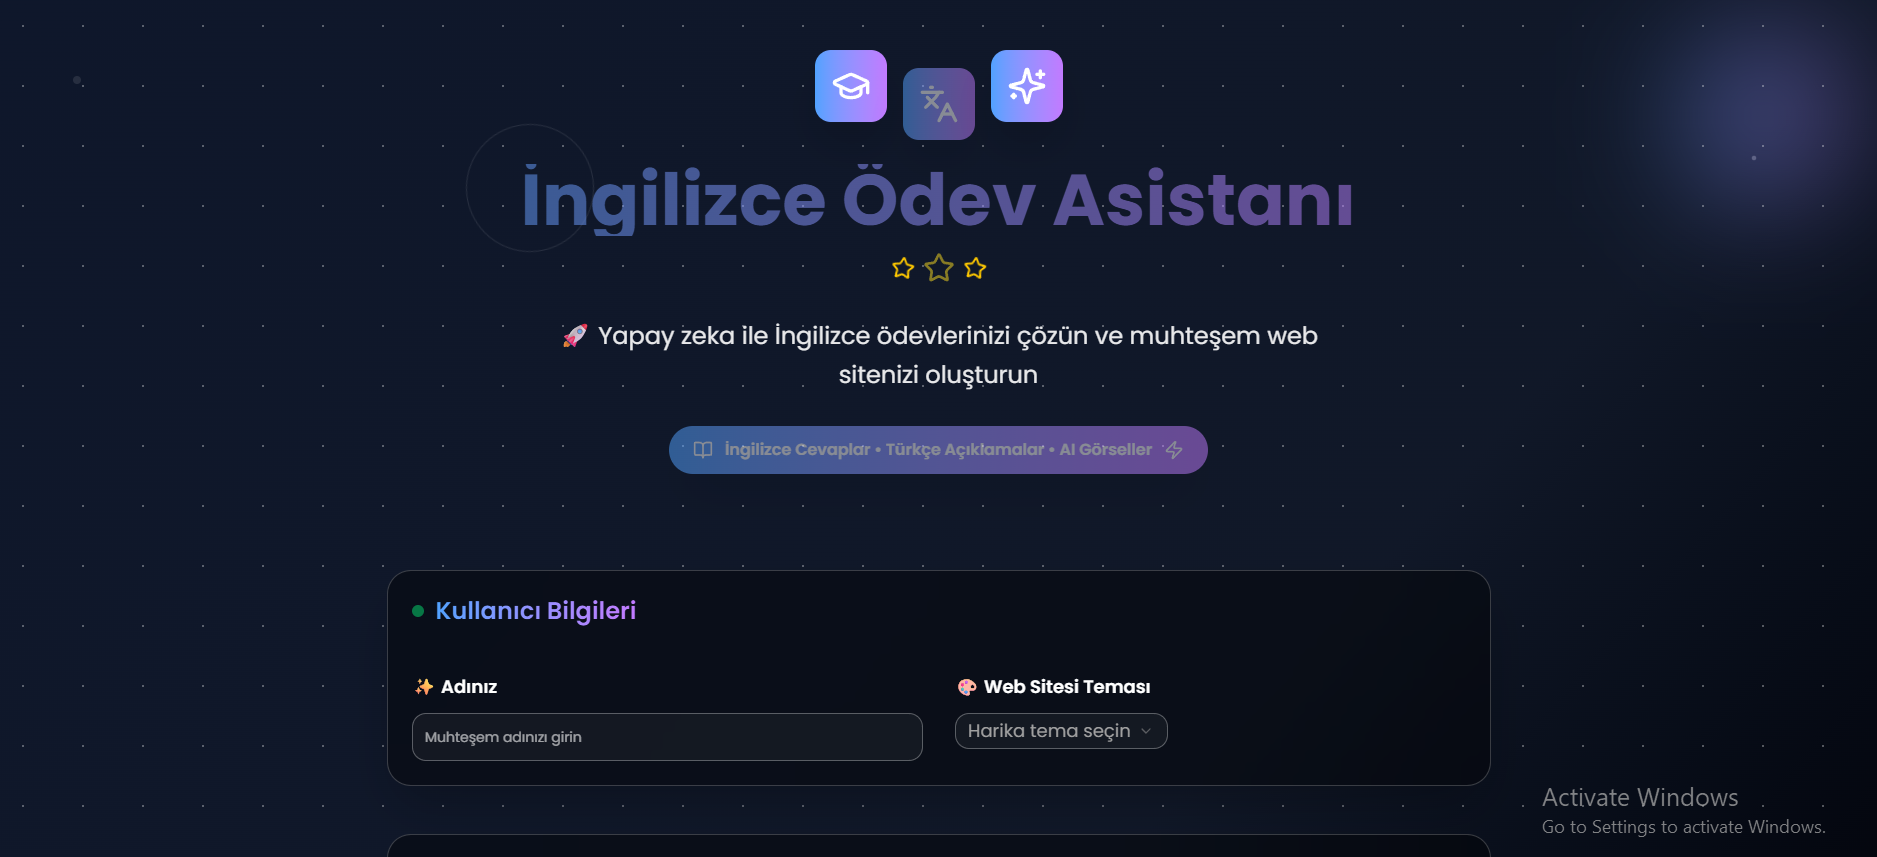 İngilizce Ödev Asistanı
🚀 Yapay zeka ile İngilizce ödevlerinizi çözün ve muhteşem web
sitenizi oluşturun
İngilizce Cevaplar • Türkçe Açıklamalar • AI Görseller
Kullanıcı Bilgileri
✨ Adınız
Muhteşem adınızı girin
🎨 Web Sitesi Teması
Harika tema seçin
Activate Windows
Go to Settings to activate Windows.